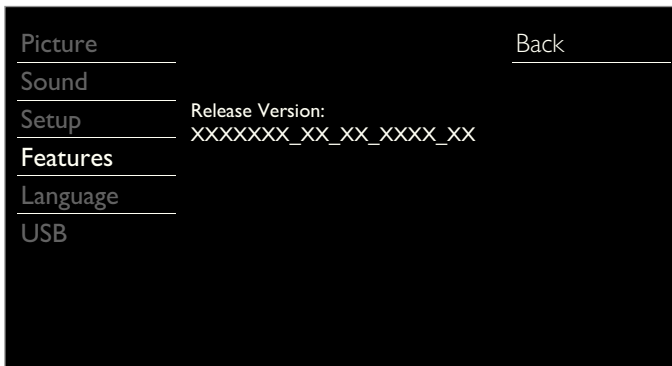 Picture
Back
Sound
Setup
Release Version:
XXXXXXX_XX_XX_XXXX_XX
Features
Language
USB